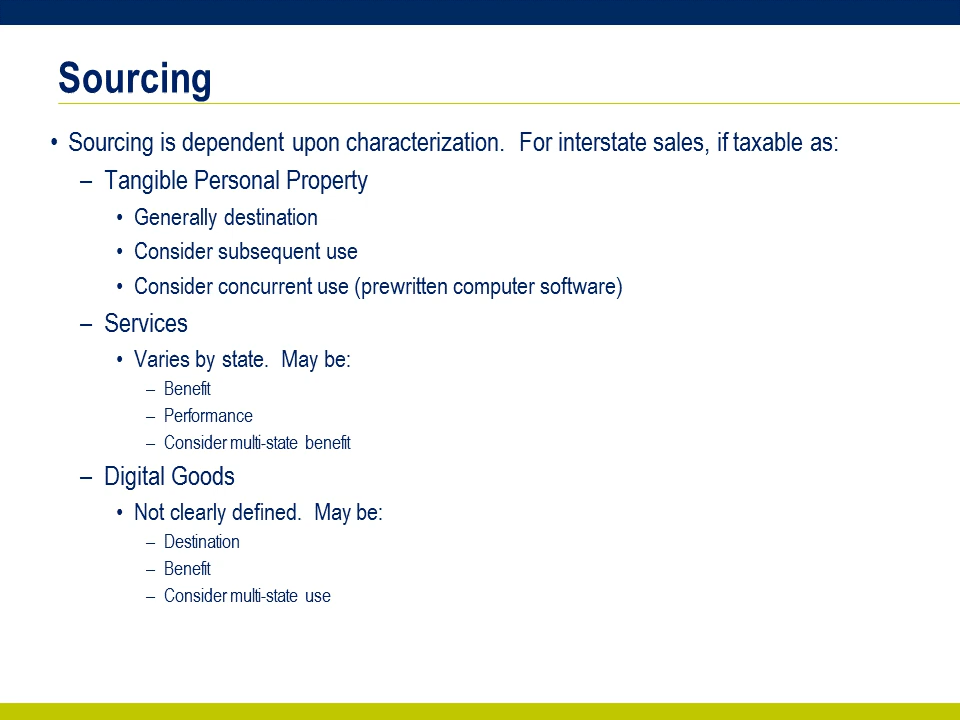 Sourcing
• Sourcing is dependent upon characterization.  For interstate sales, if taxable as:
– Tangible Personal Property
• Generally destination
• Consider subsequent use
• Consider concurrent use (prewritten computer software)
– Services
• Varies by state.  May be:
– Benefit
– Performance
– Consider multi-state benefit
– Digital Goods
• Not clearly defined.  May be:
– Destination
– Benefit
– Consider multi-state use